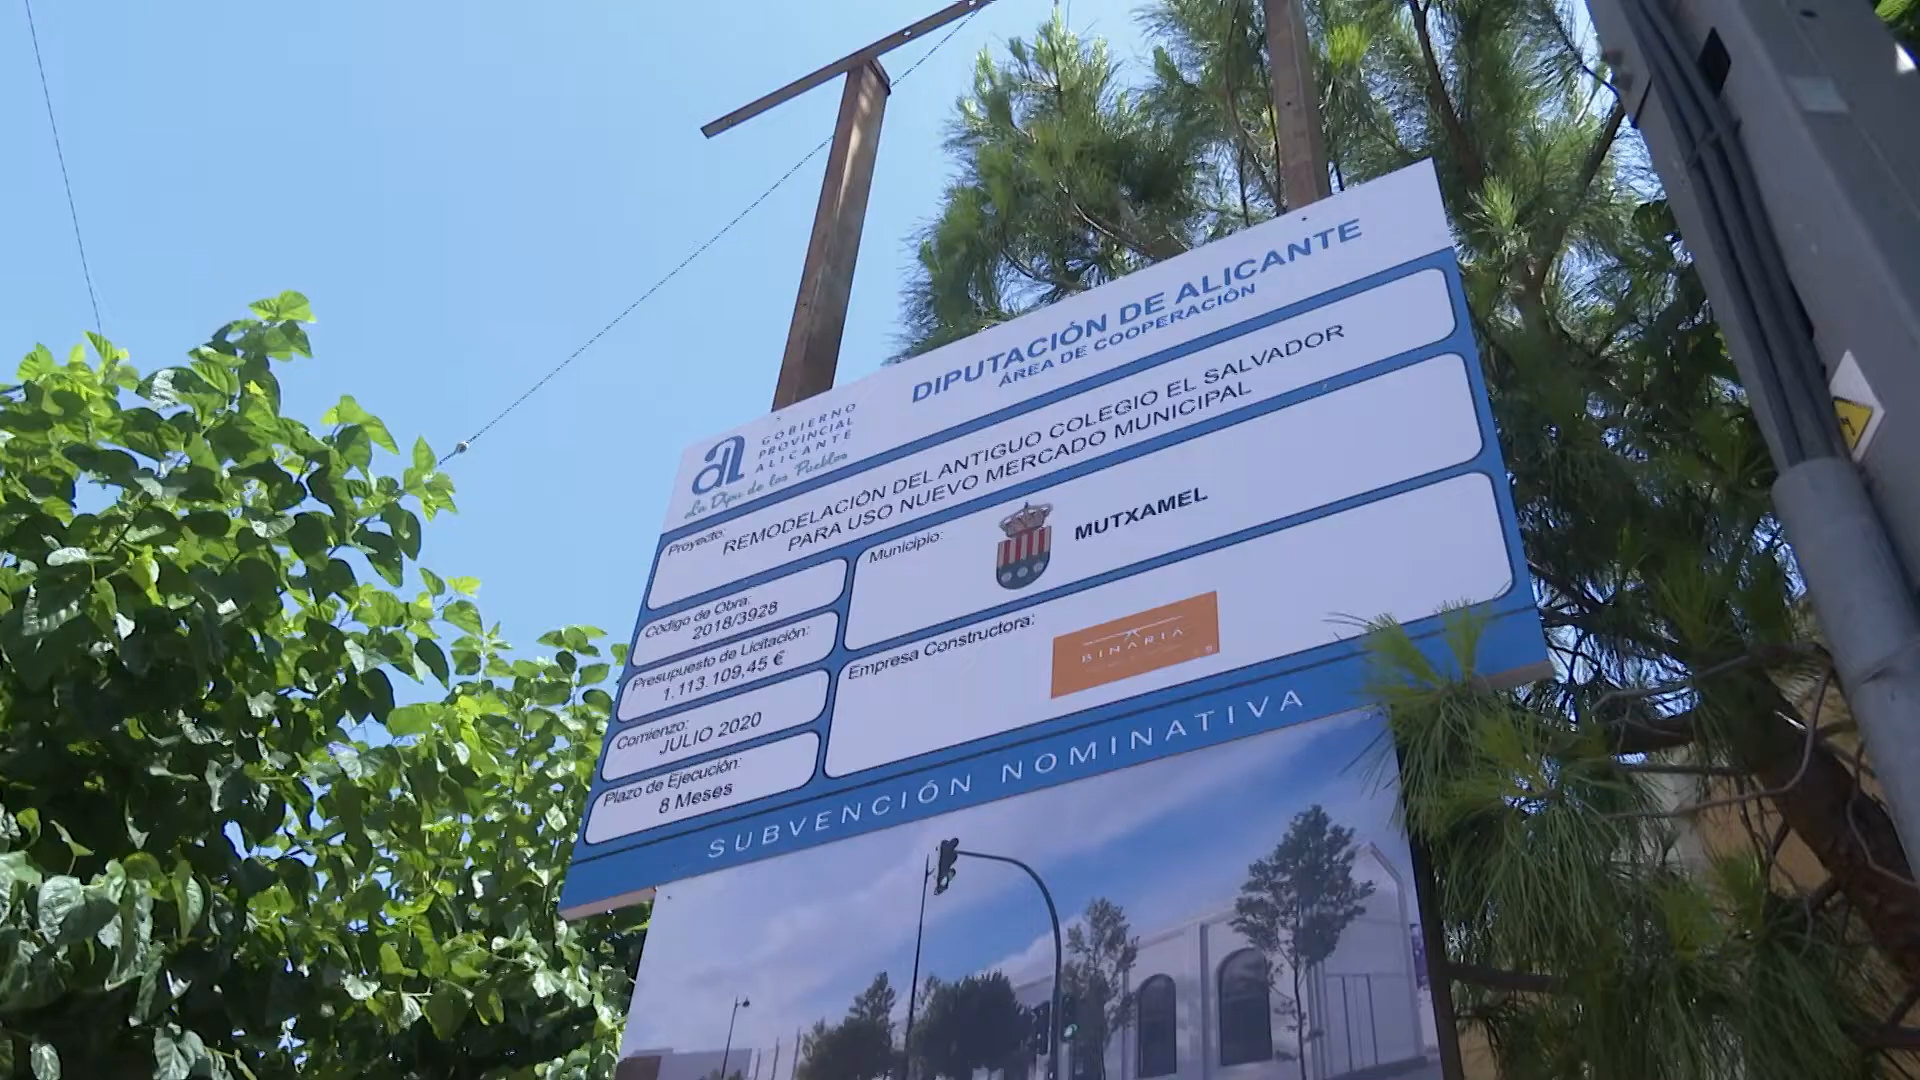 GOBIERNO
PROVINCIAL
ALICANTE
La Dipu de los Pueblos
DIPUTACIÓN DE ALICANTE
ÁREA DE COOPERACIÓN
Proyecto:
REMODELACIÓN DEL ANTIGUO COLEGIO EL SALVADOR
PARA USO NUEVO MERCADO MUNICIPAL
Código de Obra:
2018/3928
Presupuesto de Licitación:
1.113.109,45 €
Comienzo:
JULIO 2020
Plazo de Ejecución:
8 Meses
Municipio:
MUTXAMEL
Empresa Constructora:
BINARIA
SUBVENCIÓN NOMINATIVA